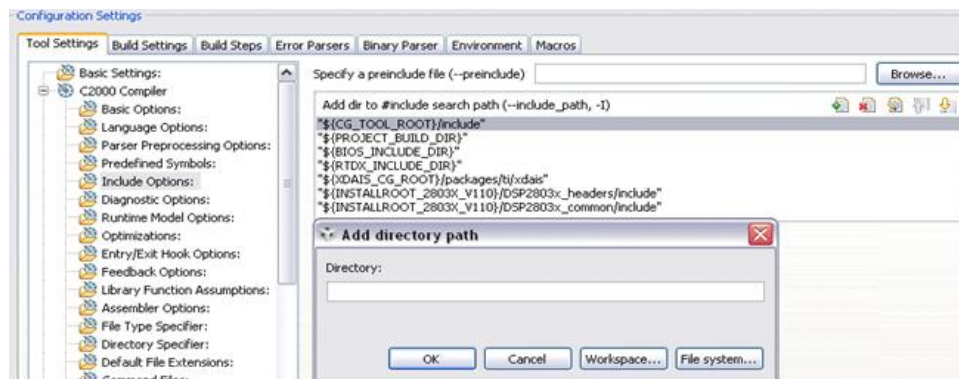 Configuration Settings
Tool Settings Build Settings Build Steps Error Parsers Binary Parser Environment Macros
Basic Settings:
C2000 Compiler
Basic Options:
Language Options:
Parser Preprocessing Options:
Predefined Symbols:
Include Options:
Diagnostic Options:
Runtime Model Options:
Optimizations:
Entry/Exit Hook Options:
Feedback Options:
Library Function Assumptions:
Assembler Options:
File Type Specifier:
Directory Specifier:
Default File Extensions:
Command Files:
Specify a preinclude file (--preinclude) Browse...
Add dir to #include search path (--include_path, -I)
"${CG_TOOL_ROOT}/include"
"${PROJECT_BUILD_DIR}"
"${BIOS_INCLUDE_DIR}"
"${RTDX_INCLUDE_DIR}"
"${XDAIS_CG_ROOT}/packages/ti/xdais"
"${INSTALLROOT_2803X_V110}/DSP2803x_headers/include"
"${INSTALLROOT_2803X_V110}/DSP2803x_common/include"
Add directory path
Directory:
OK Cancel Workspace... File system...